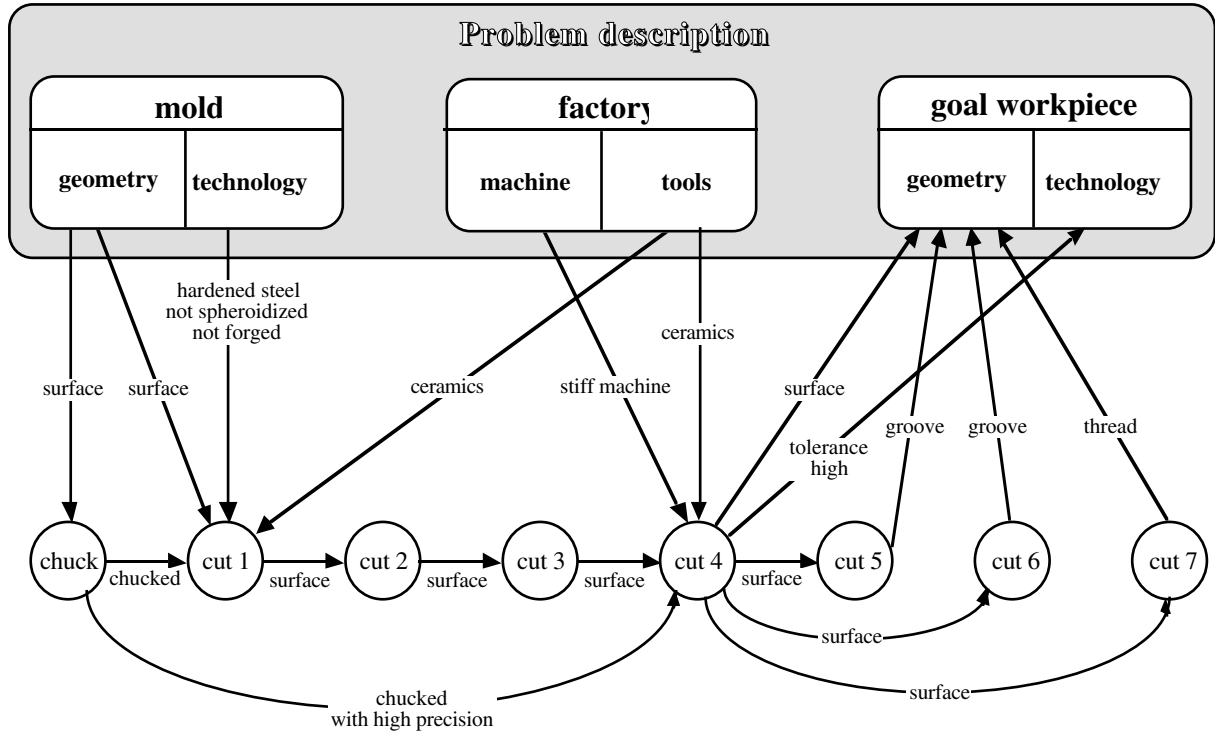 Problem description
mold
factory
goal workpiece
geometry
technology
machine
tools
geometry
technology
hardened steel
not spheroidized
not forged
ceramics
surface
surface
ceramics
stiff machine
surface
groove
groove
thread
tolerance
high
chuck
cut 1
cut 2
cut 3
cut 4
cut 5
cut 6
cut 7
chucked
surface
surface
surface
surface
surface
surface
chucked
with high precision